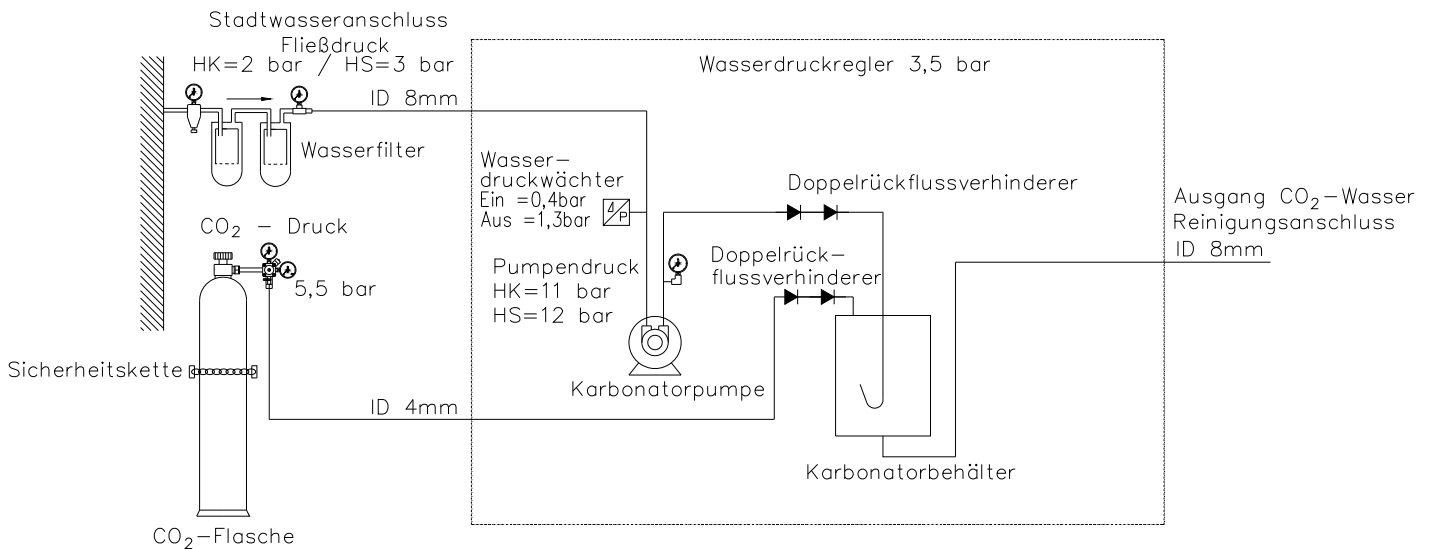 Stadtwasseranschluss
Fließdruck
HK=2 bar / HS=3 bar
Wasserdruckregler 3,5 bar
ID 8mm
Wasserfilter
Wasser–
druckwächter
Ein =0,4bar
Aus =1,3bar
4/P
Doppelrückflussverhinderer
Ausgang CO₂–Wasser
Reinigungsanschluss
ID 8mm
CO₂ – Druck
5,5 bar
Pumpendruck
HK=11 bar
HS=12 bar
Doppelrück–
flussverhinderer
Sicherheitskette
Karbonatorpumpe
ID 4mm
Karbonatorbehälter
CO₂–Flasche